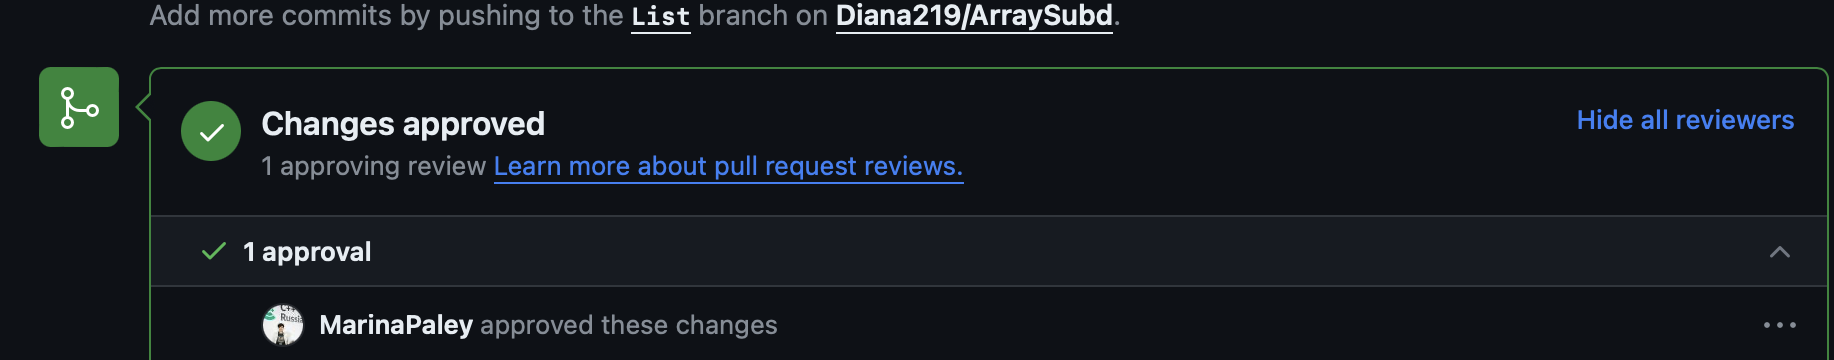 Add more commits by pushing to the List branch on Diana219/ArraySubd.
Changes approved
Hide all reviewers
1 approving review Learn more about pull request reviews.
1 approval
C++
Russia
MarinaPaley approved these changes